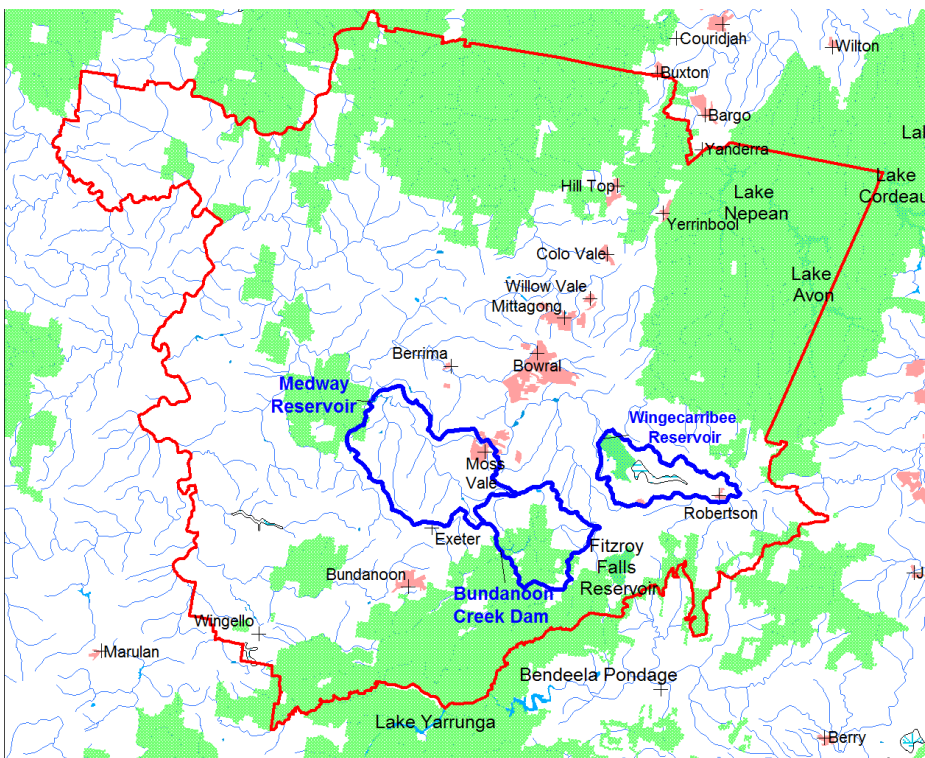 Couridjah
Wilton
Buxton
Bargo
Lak
Yanderra
Lake
Cordeau
Hill Top
Lake
Nepean
Yerrinbool
Colo Vale
Lake
Avon
Willow Vale
Mittagong
Berrima
Bowral
Medway
Reservoir
Wingecarribee
Reservoir
Moss
Vale
Robertson
Exeter
Fitzroy
Falls
Reservoir
Bundanoon
J
Bundanoon
Creek Dam
Wingello
Marulan
Bendeela Pondage
Lake Yarrunga
Berry